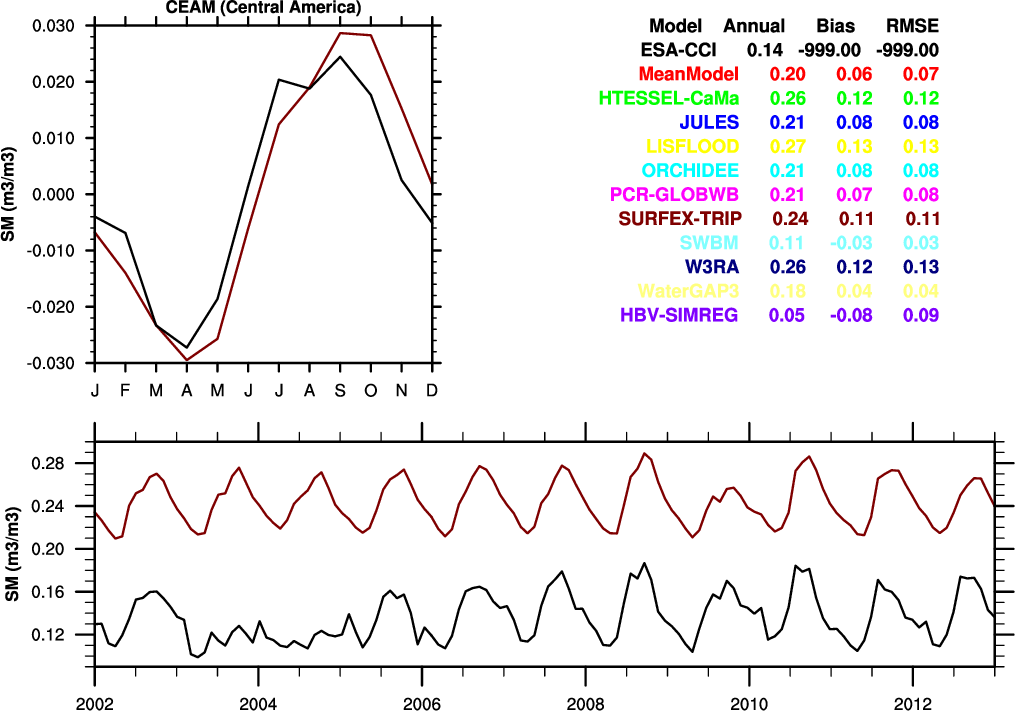 CEAM (Central America)
0.030
0.020
0.010
0.000
-0.010
-0.020
-0.030
SM (m3/m3)
J F M A M J J A S O N D
Model Annual Bias RMSE
ESA-CCI 0.14 -999.00 -999.00
MeanModel 0.20 0.06 0.07
HTESSEL-CaMa 0.26 0.12 0.12
JULES 0.21 0.08 0.08
LISFLOOD 0.27 0.13 0.13
ORCHIDEE 0.21 0.08 0.08
PCR-GLOBWB 0.21 0.07 0.08
SURFEX-TRIP 0.24 0.11 0.11
SWBM 0.11 -0.03 0.03
W3RA 0.26 0.12 0.13
WaterGAP3 0.18 0.04 0.04
HBV-SIMREG 0.05 -0.08 0.09
0.28
0.24
0.20
0.16
0.12
SM (m3/m3)
2002 2004 2006 2008 2010 2012